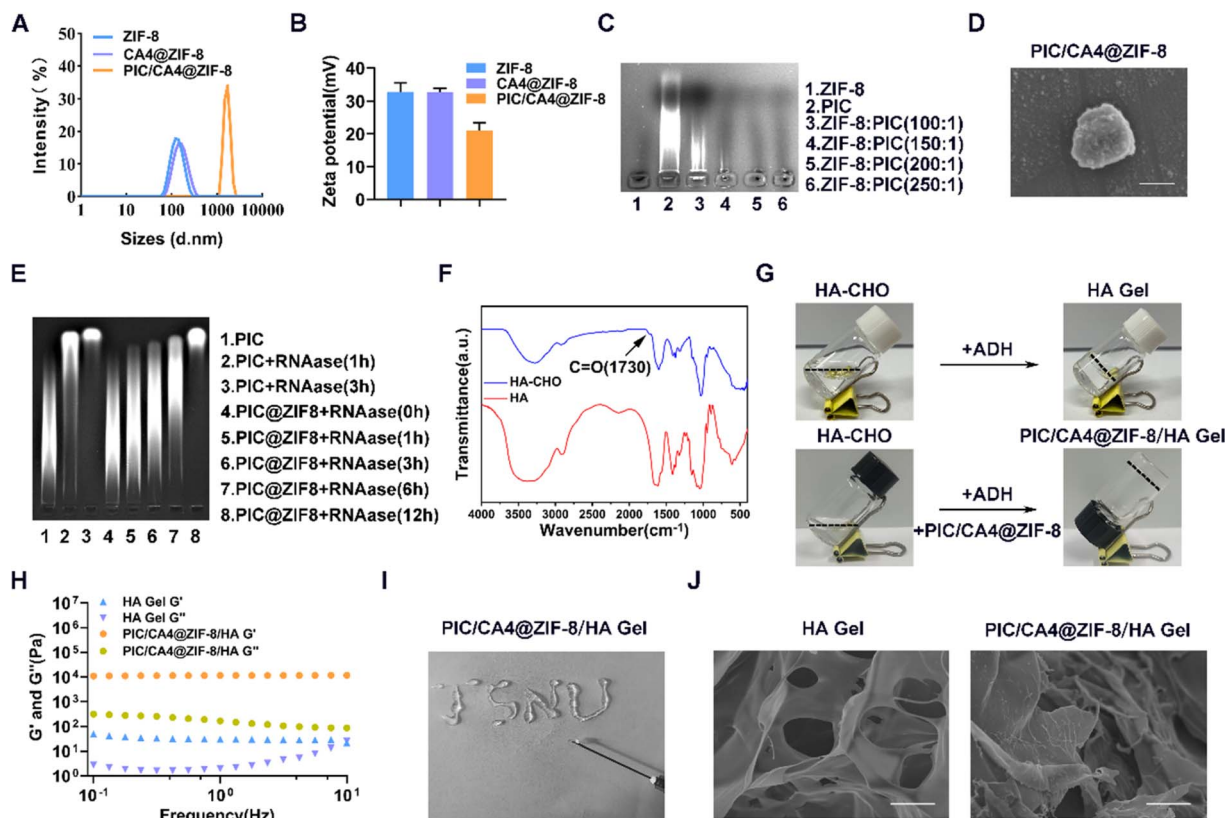 A
Intensity (%)
50
40
30
20
10
0
ZIF-8
CA4@ZIF-8
PIC/CA4@ZIF-8
1 10 100 1000 10000
Sizes (d.nm)
B
Zeta potential(mV)
40
30
20
10
0
ZIF-8
CA4@ZIF-8
PIC/CA4@ZIF-8
C
1 2 3 4 5 6
1.ZIF-8
2.PIC
3.ZIF-8:PIC(100:1)
4.ZIF-8:PIC(150:1)
5.ZIF-8:PIC(200:1)
6.ZIF-8:PIC(250:1)
D
PIC/CA4@ZIF-8
E
1 2 3 4 5 6 7 8
1.PIC
2.PIC+RNAase(1h)
3.PIC+RNAase(3h)
4.PIC@ZIF8+RNAase(0h)
5.PIC@ZIF8+RNAase(1h)
6.PIC@ZIF8+RNAase(3h)
7.PIC@ZIF8+RNAase(6h)
8.PIC@ZIF8+RNAase(12h)
F
Transmittance(a.u.)
C=O(1730)
HA-CHO
HA
4000 3500 3000 2500 2000 1500 1000 500
Wavenumber(cm⁻¹)
G
HA-CHO
+ADH
HA Gel
HA-CHO
+ADH
+PIC/CA4@ZIF-8
PIC/CA4@ZIF-8/HA Gel
H
G' and G''(Pa)
10⁷
10⁶
10⁵
10⁴
10³
10²
10¹
10⁰
HA Gel G'
HA Gel G''
PIC/CA4@ZIF-8/HA G'
PIC/CA4@ZIF-8/HA G''
10⁻¹ 10⁰ 10¹
Frequency(Hz)
I
PIC/CA4@ZIF-8/HA Gel
JSNU
J
HA Gel
PIC/CA4@ZIF-8/HA Gel